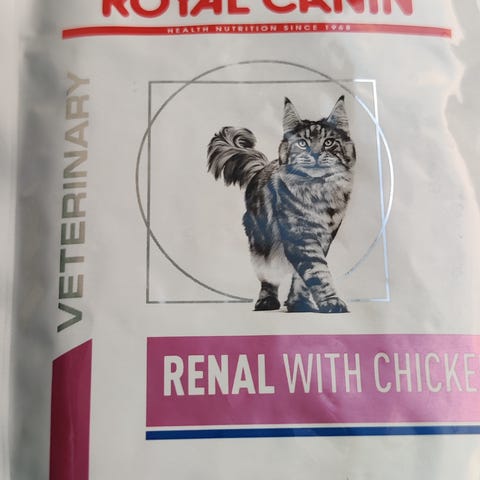 ROYAL CANIN
HEALTH NUTRITION SINCE 1968
VETERINARY
RENAL WITH CHICKE